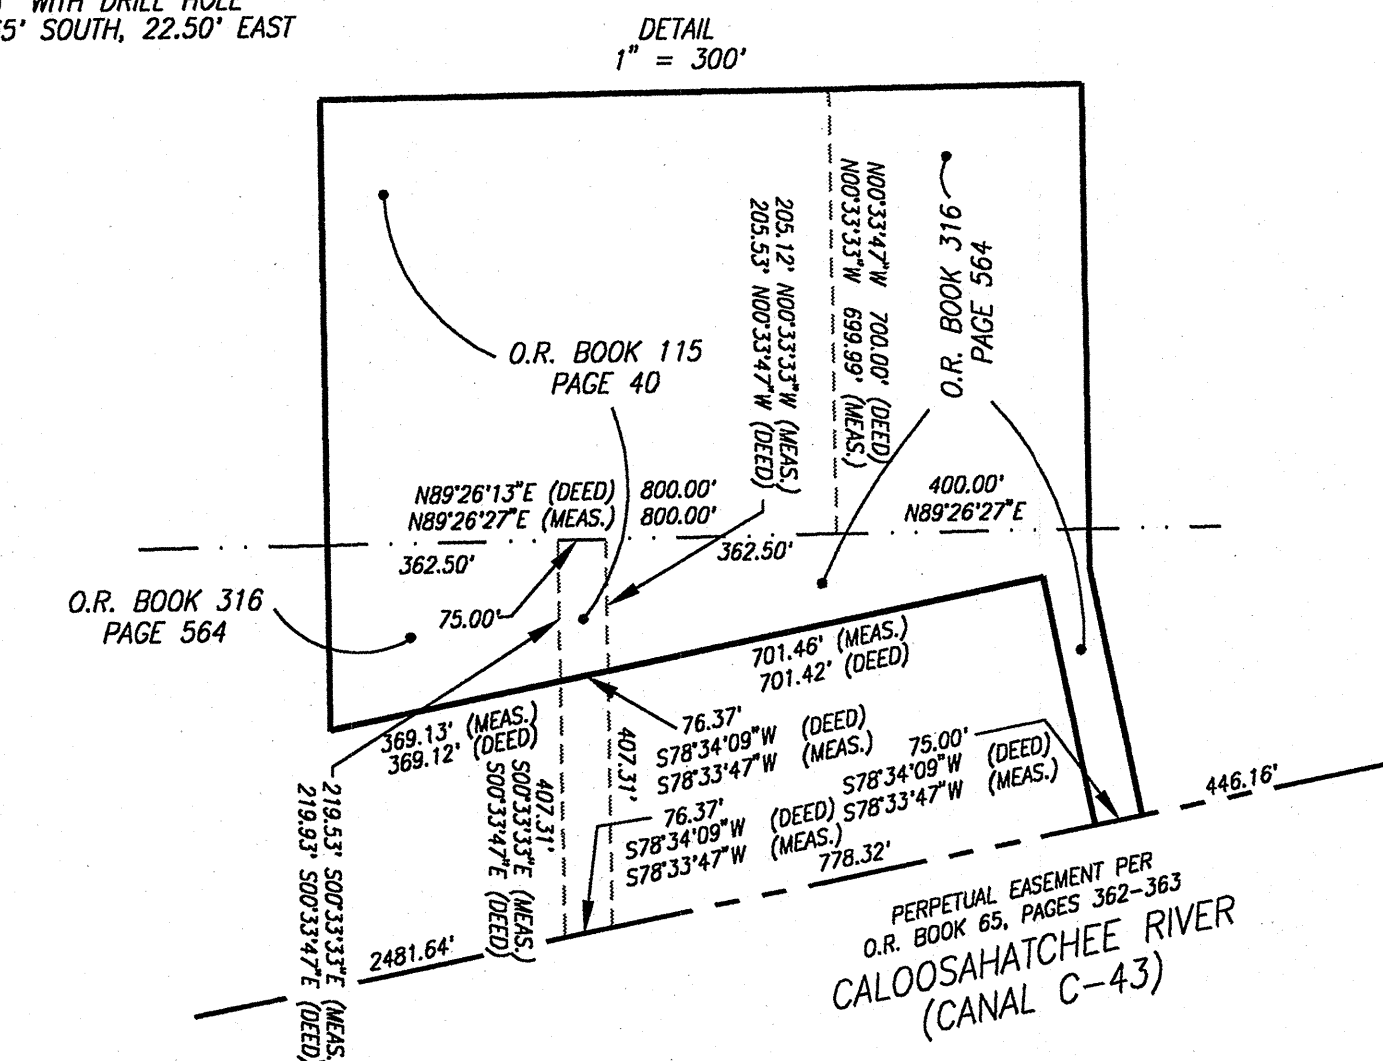 WITH DRILL HOLE
5' SOUTH, 22.50' EAST
DETAIL
1" = 300'
N00°33'47"W 700.00' (DEED)
N00°33'33"W 699.99' (MEAS.)
205.12' N00°33'33"W (MEAS.)
205.53' N00°33'47"W (DEED)
O.R. BOOK 316
PAGE 564
O.R. BOOK 115
PAGE 40
N89°26'13"E (DEED) 800.00'
N89°26'27"E (MEAS.) 800.00'
400.00'
N89°26'27"E
362.50'
362.50'
O.R. BOOK 316
PAGE 564
75.00'
701.46' (MEAS.)
701.42' (DEED)
369.13' (MEAS.)
369.12' (DEED)
76.37'
S78°34'09"W (DEED)
S78°33'47"W (MEAS.)
407.31'
75.00'
S78°34'09"W (DEED)
S78°33'47"W (MEAS.)
407.31'
S00°33'33"E (MEAS.)
S00°33'47"E (DEED)
76.37'
S78°34'09"W (DEED)
S78°33'47"W (MEAS.)
446.16'
778.32'
219.53' S00°33'33"E (MEAS.
219.93' S00°33'47"E (DEED)
2481.64'
PERPETUAL EASEMENT PER
O.R. BOOK 65, PAGES 362-363
CALOOSAHATCHEE RIVER
(CANAL C-43)